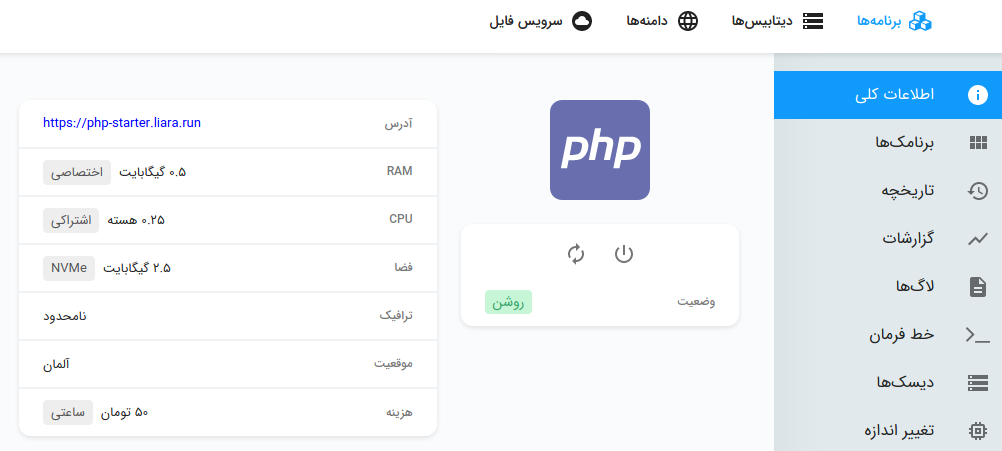 برنامه‌ها
دیتابیس‌ها
دامنه‌ها
سرویس فایل
اطلاعات کلی
برنامک‌ها
تاریخچه
گزارشات
لاگ‌ها
خط فرمان
دیسک‌ها
تغییر اندازه
php
وضعیت روشن
آدرس https://php-starter.liara.run
RAM ۰.۵ گیگابایت اختصاصی
CPU ۰.۲۵ هسته اشتراکی
فضا ۲.۵ گیگابایت NVMe
ترافیک نامحدود
موقعیت آلمان
هزینه ۵۰ تومان ساعتی